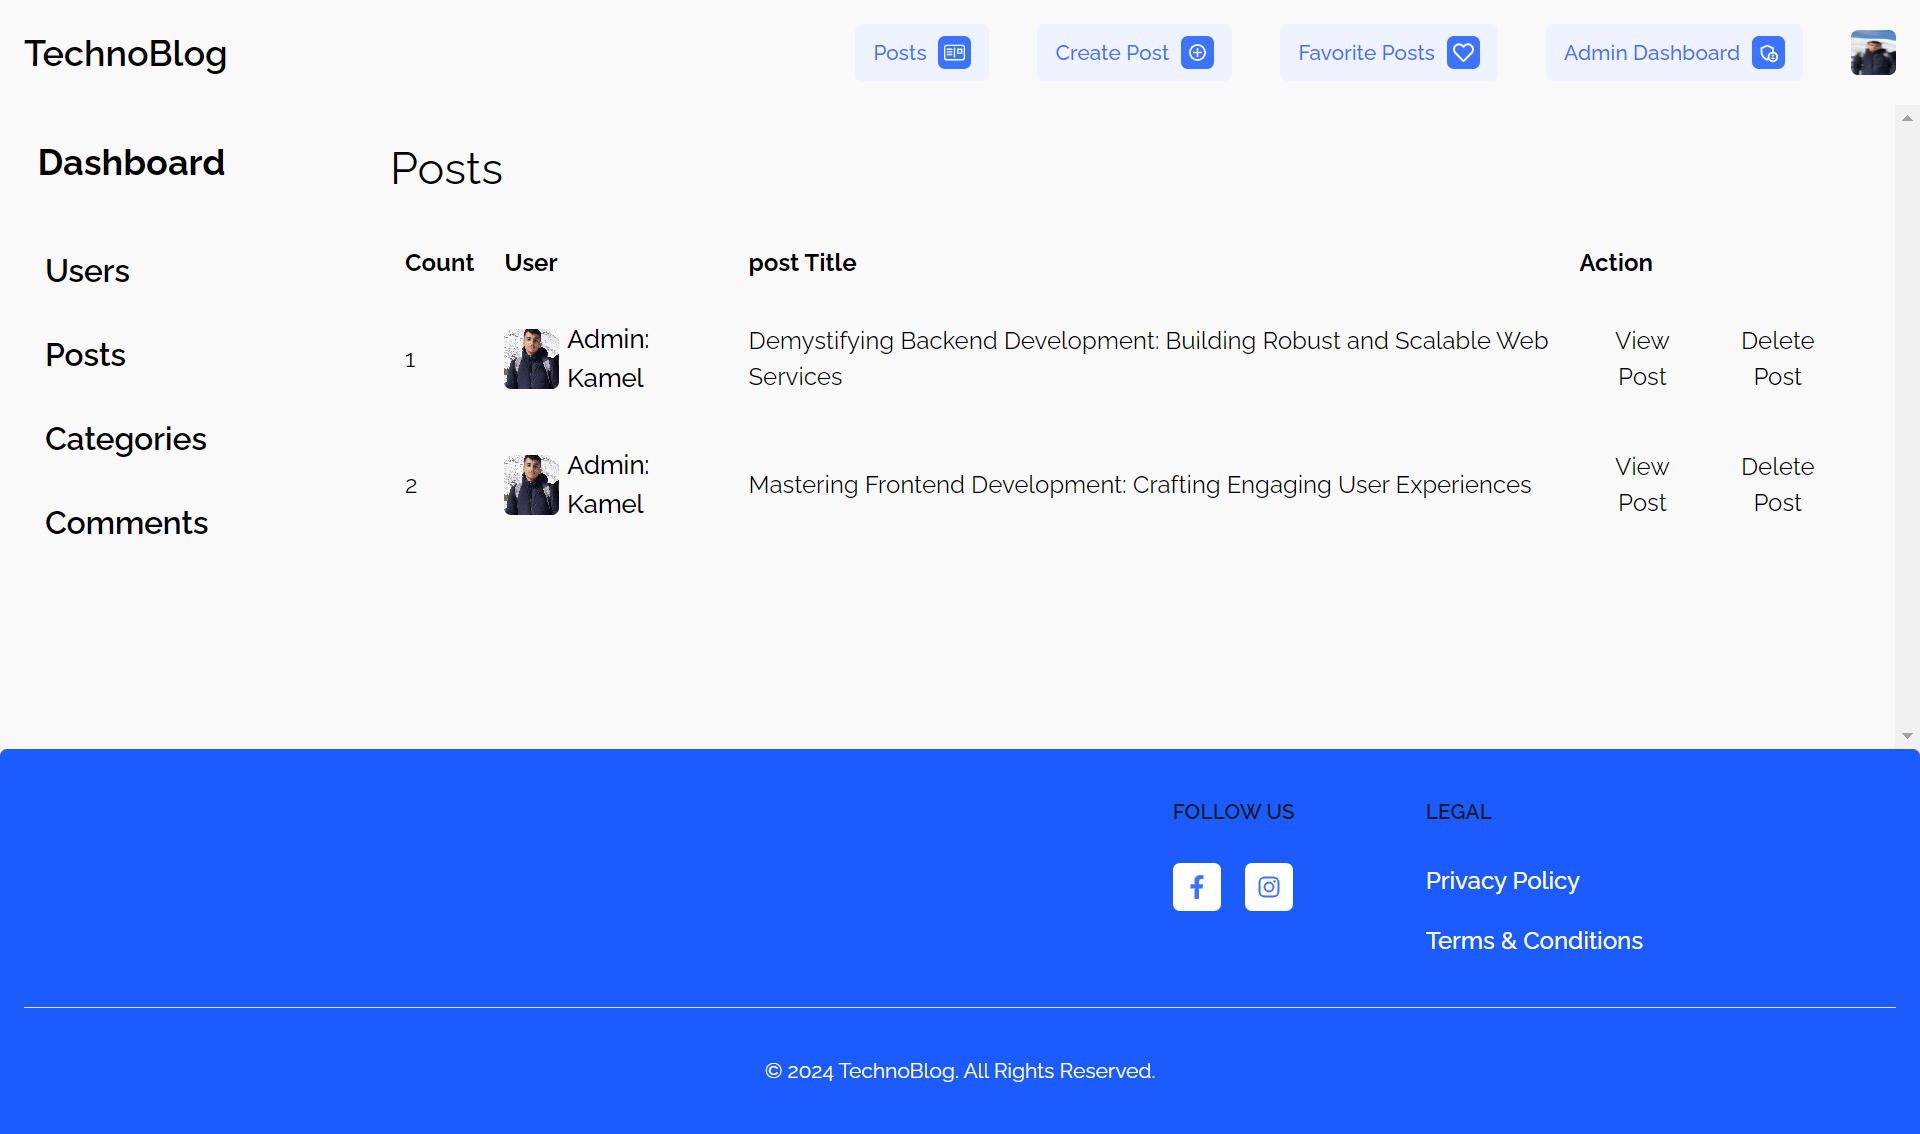 TechnoBlog
Posts
Create Post
Favorite Posts
Admin Dashboard
Dashboard
Users
Posts
Categories
Comments
Posts
Count User post Title Action
1
Admin:
Kamel
Demystifying Backend Development: Building Robust and Scalable Web
Services
View
Post
Delete
Post
2
Admin:
Kamel
Mastering Frontend Development: Crafting Engaging User Experiences
View
Post
Delete
Post
FOLLOW US
LEGAL
Privacy Policy
Terms & Conditions
© 2024 TechnoBlog. All Rights Reserved.